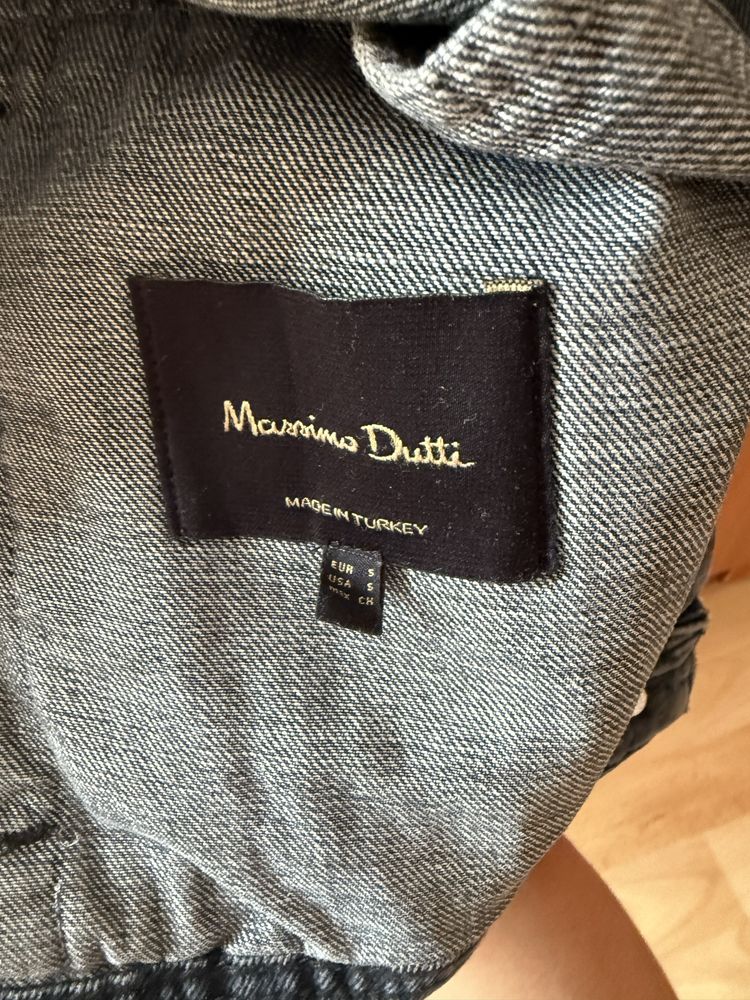 Massimo Dutti
MADE IN TURKEY
EUR S
USA S
MEX CH